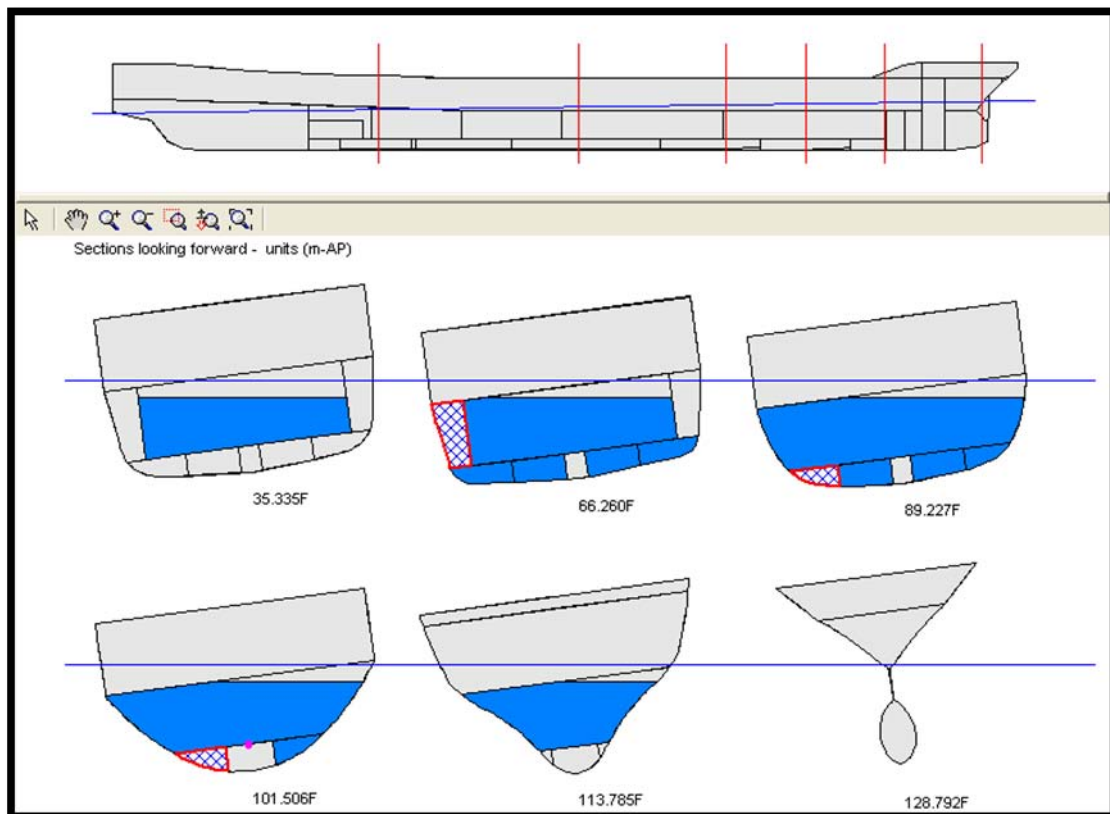 Sections looking forward - units (m-AP)
35.335F
66.260F
89.227F
101.506F
113.785F
128.792F